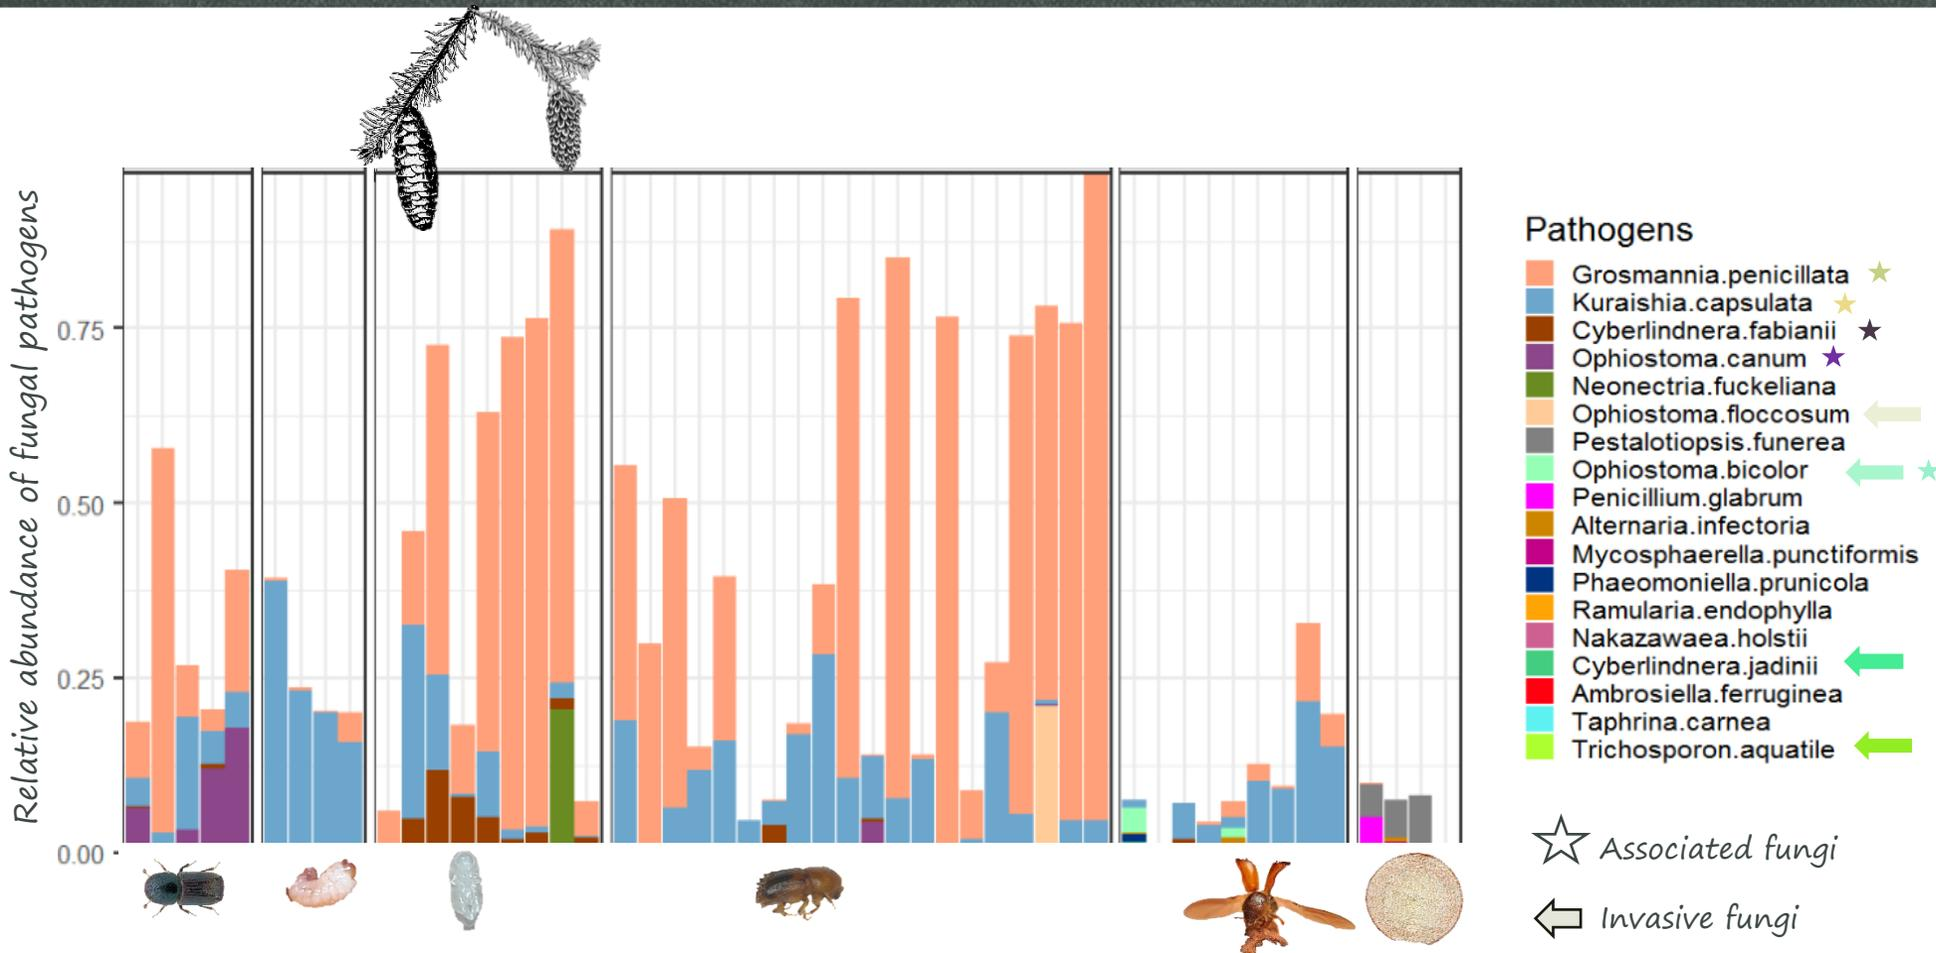 Relative abundance of fungal pathogens
0.75
0.50
0.25
0.00
Pathogens
Grosmannia.penicillata
Kuraishia.capsulata
Cyberlindnera.fabianii
Ophiostoma.canum
Neonectria.fuckeliana
Ophiostoma.floccosum
Pestalotiopsis.funerea
Ophiostoma.bicolor
Penicillium.glabrum
Alternaria.infectoria
Mycosphaerella.punctiformis
Phaeomoniella.prunicola
Ramularia.endophylla
Nakazawaea.holstii
Cyberlindnera.jadinii
Ambrosiella.ferruginea
Taphrina.carnea
Trichosporon.aquatile
Associated fungi
Invasive fungi